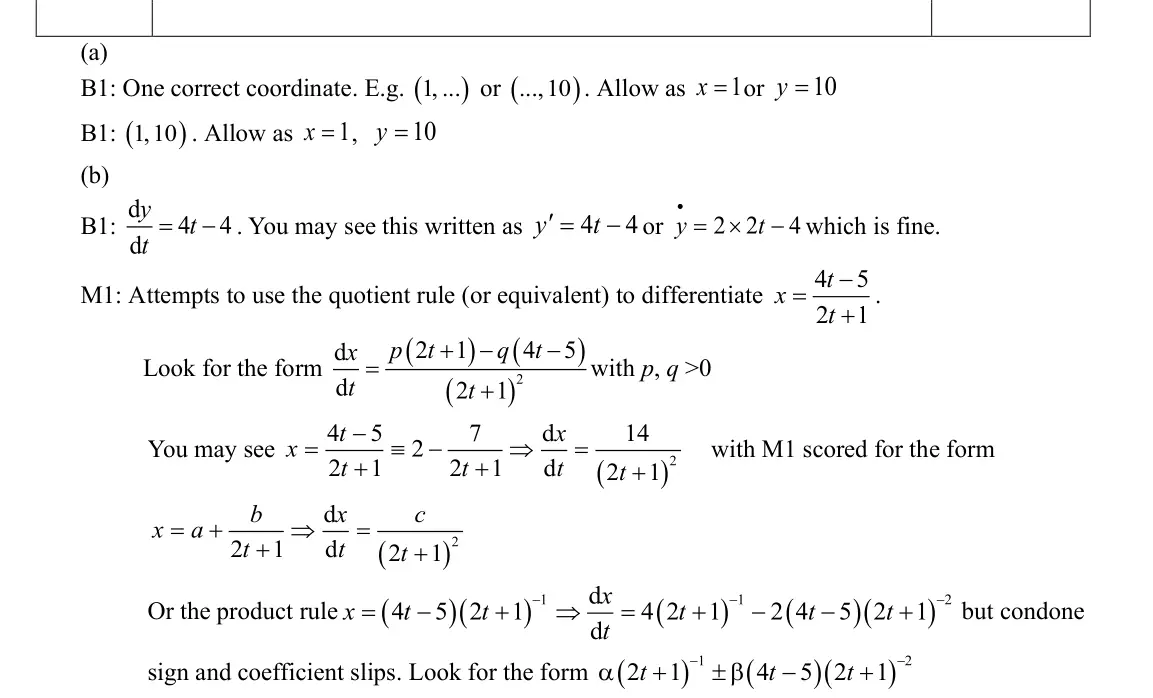 (a)
B1: One correct coordinate. E.g. (1, ...) or (..., 10). Allow as x = 1or y = 10
B1: (1,10). Allow as x = 1, y = 10
(b)
B1: dy/dt = 4t − 4. You may see this written as y′ = 4t − 4 or ẏ = 2 × 2t − 4 which is fine.
M1: Attempts to use the quotient rule (or equivalent) to differentiate x = (4t − 5)/(2t + 1).
Look for the form dx/dt = (p(2t + 1) − q(4t − 5))/(2t + 1)² with p, q >0
You may see x = (4t − 5)/(2t + 1) ≡ 2 − 7/(2t + 1) ⇒ dx/dt = 14/(2t + 1)² with M1 scored for the form
x = a + b/(2t + 1) ⇒ dx/dt = c/(2t + 1)²
Or the product rule x = (4t − 5)(2t + 1)⁻¹ ⇒ dx/dt = 4(2t + 1)⁻¹ − 2(4t − 5)(2t + 1)⁻² but condone
sign and coefficient slips. Look for the form α(2t + 1)⁻¹ ± β(4t − 5)(2t + 1)⁻²